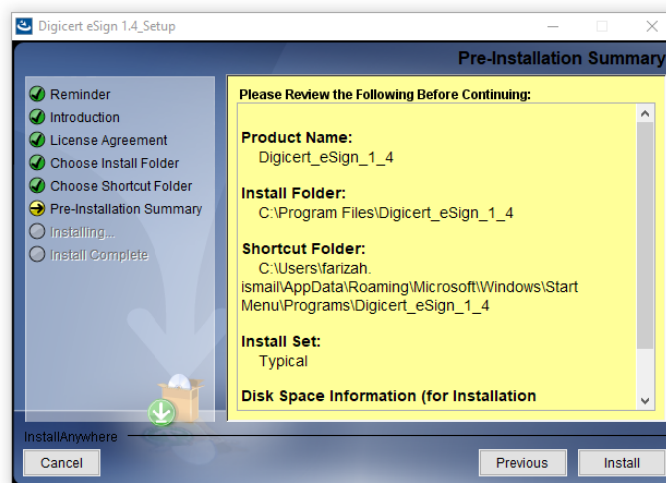 Digicert eSign 1.4_Setup
Pre-Installation Summary
Reminder
Introduction
License Agreement
Choose Install Folder
Choose Shortcut Folder
Pre-Installation Summary
Installing...
Install Complete
Please Review the Following Before Continuing:
Product Name:
Digicert_eSign_1_4
Install Folder:
C:\Program Files\Digicert_eSign_1_4
Shortcut Folder:
C:\Users\farizah.
ismail\AppData\Roaming\Microsoft\Windows\Start
Menu\Programs\Digicert_eSign_1_4
Install Set:
Typical
Disk Space Information (for Installation
InstallAnywhere
Cancel
Previous
Install